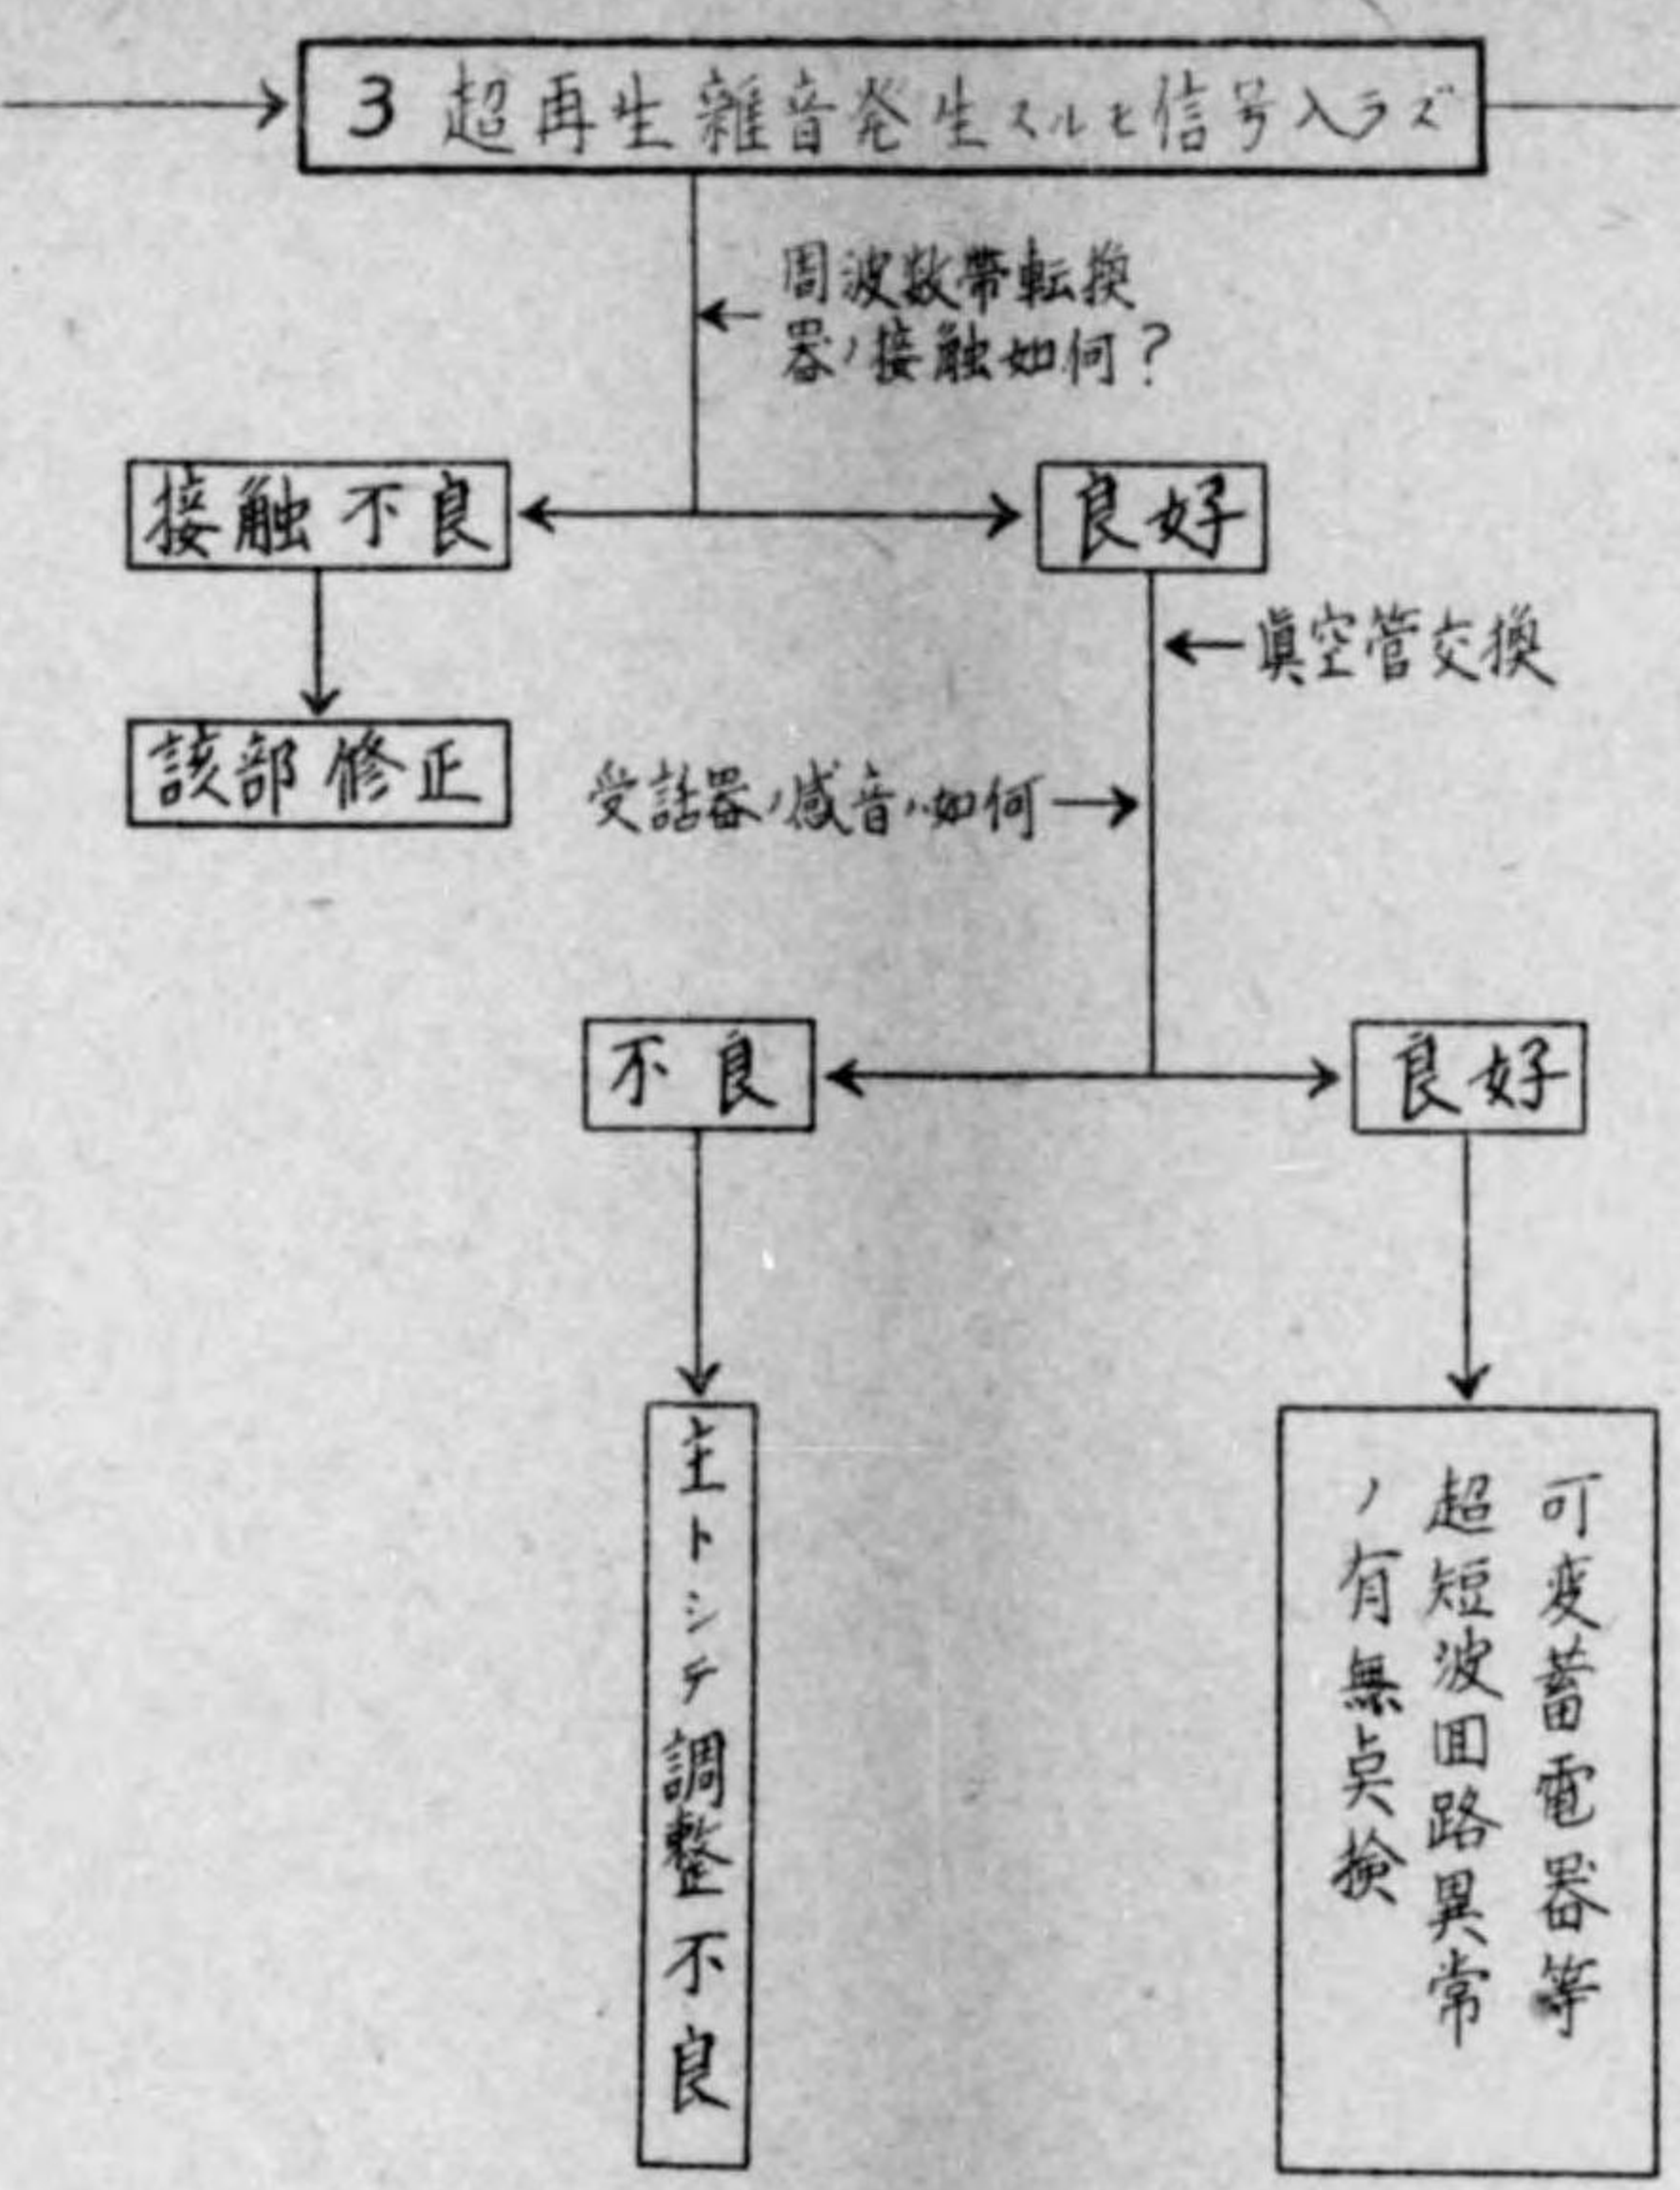 3 超再生雑音発生スルモ信号入ラズ
周波数帯転換
器ノ接触如何?
接触不良
良好
該部修正
眞空管交換
受話器ノ感音ハ如何
不良
良好
主トシテ調整不良
可変蓄電器等
超短波回路異常
ノ有無点検